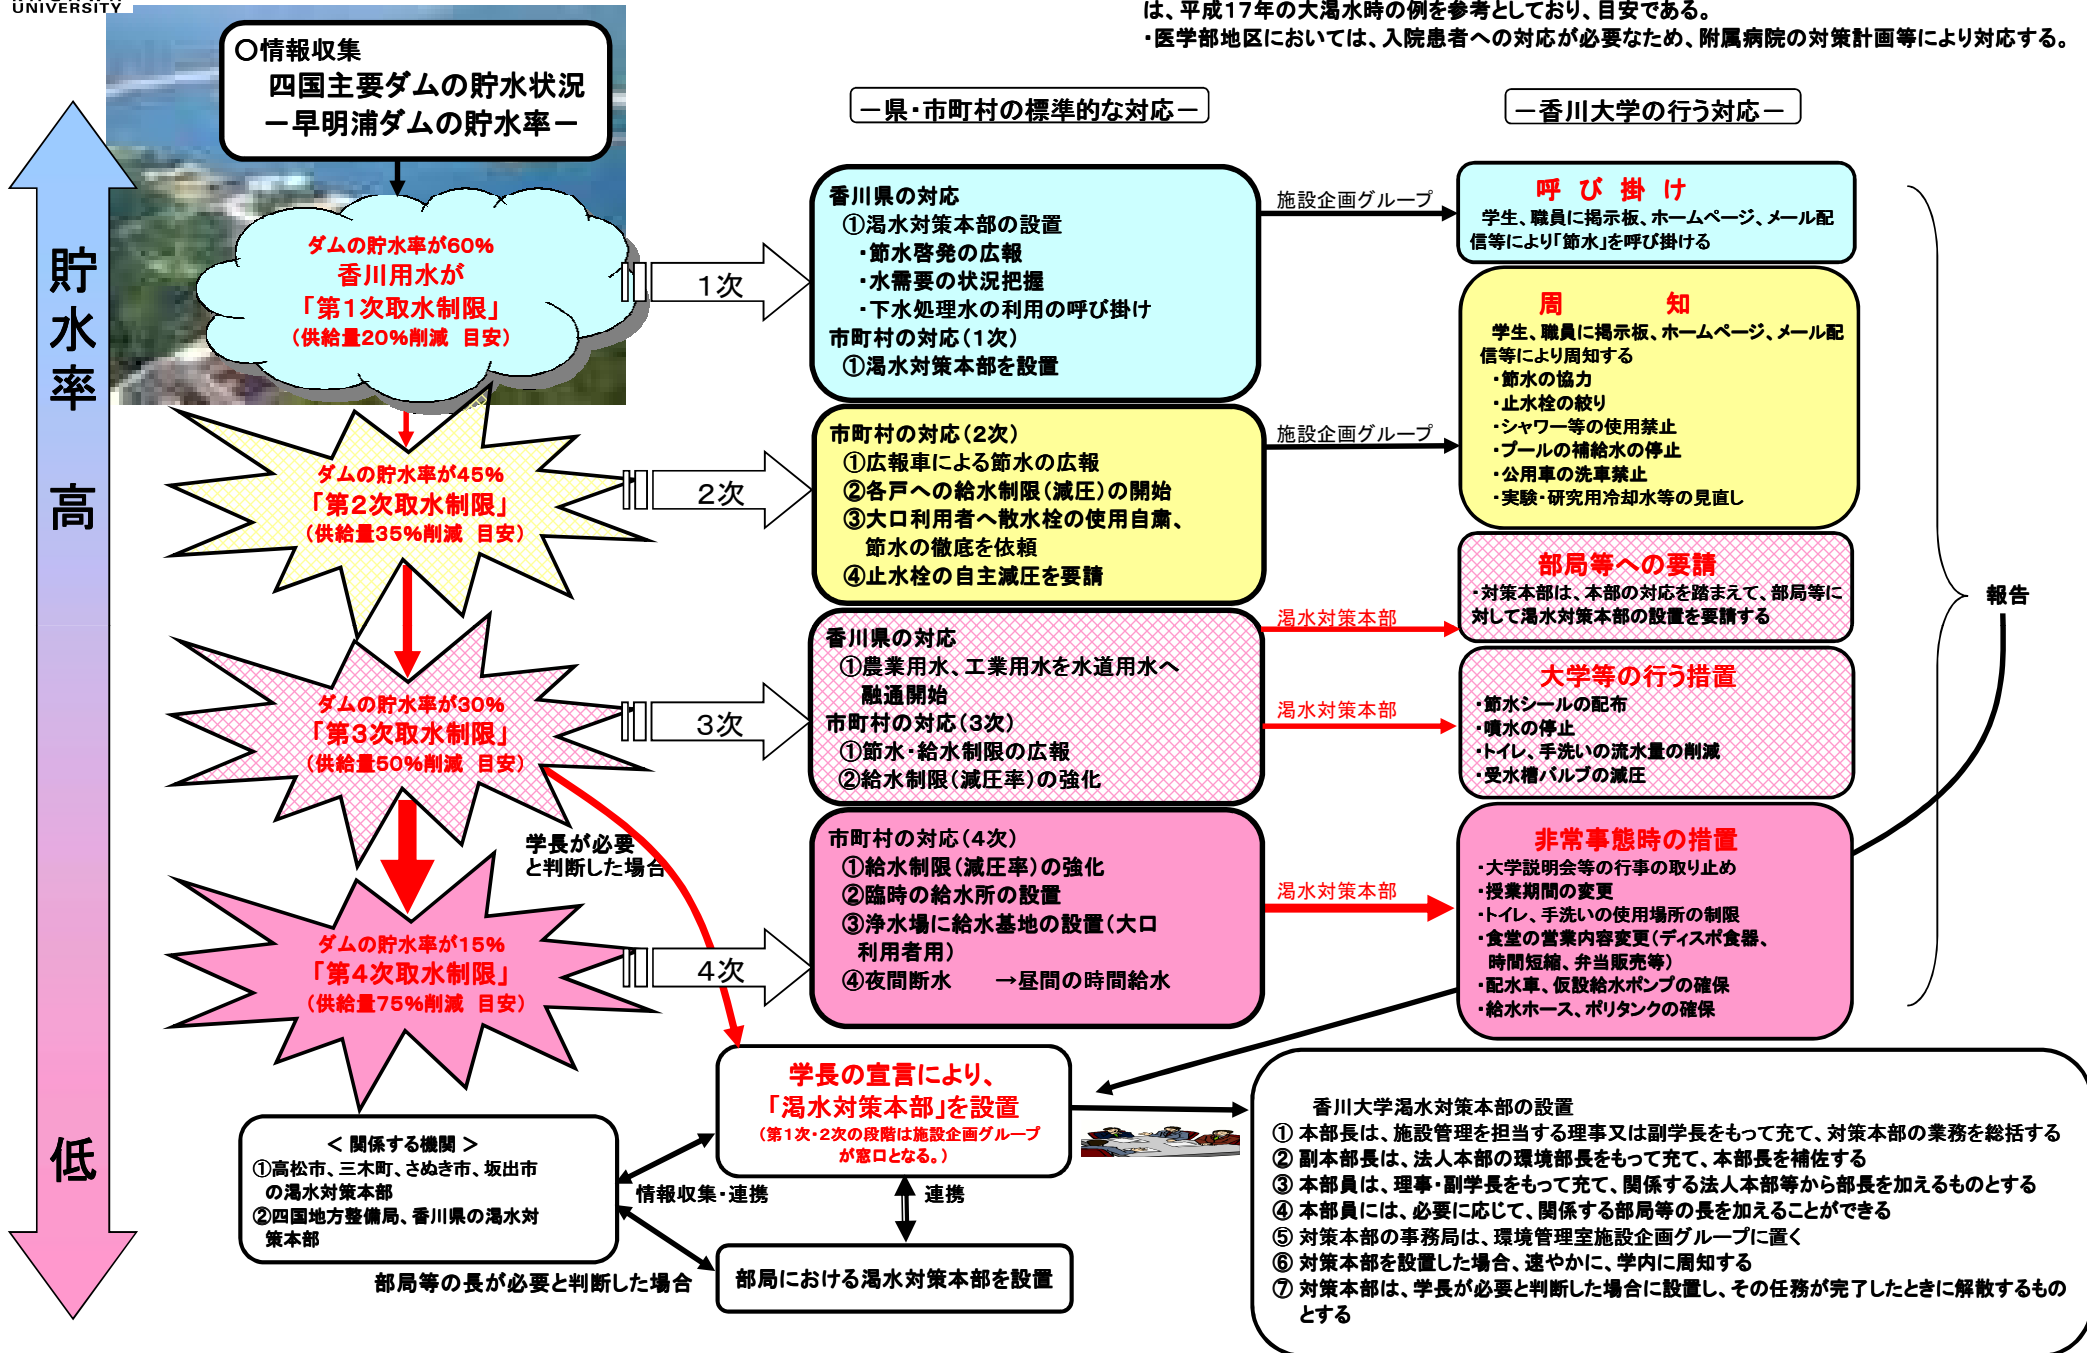 UNIVERSITY
は、平成17年の大渇水時の例を参考としており、目安である。
・医学部地区においては、入院患者への対応が必要なため、附属病院の対策計画等により対応する。
○情報収集
四国主要ダムの貯水状況
－早明浦ダムの貯水率－
－県・市町村の標準的な対応－
－香川大学の行う対応－
貯水率
高
低
ダムの貯水率が60%
香川用水が
「第1次取水制限」
(供給量20%削減 目安)
1次
香川県の対応
①渇水対策本部の設置
・節水啓発の広報
・水需要の状況把握
・下水処理水の利用の呼び掛け
市町村の対応(1次)
①渇水対策本部を設置
施設企画グループ
呼び掛け
学生、職員に掲示板、ホームページ、メール配
信等により「節水」を呼び掛ける
ダムの貯水率が45%
「第2次取水制限」
(供給量35%削減 目安)
2次
市町村の対応(2次)
①広報車による節水の広報
②各戸への給水制限(減圧)の開始
③大口利用者へ散水栓の使用自粛、
節水の徹底を依頼
④止水栓の自主減圧を要請
施設企画グループ
周知
学生、職員に掲示板、ホームページ、メール配
信等により周知する
・節水の協力
・止水栓の絞り
・シャワー等の使用禁止
・プールの補給水の停止
・公用車の洗車禁止
・実験・研究用冷却水等の見直し
ダムの貯水率が30%
「第3次取水制限」
(供給量50%削減 目安)
3次
香川県の対応
①農業用水、工業用水を水道用水へ
融通開始
市町村の対応(3次)
①節水・給水制限の広報
②給水制限(減圧率)の強化
渇水対策本部
部局等への要請
・対策本部は、本部の対応を踏まえて、部局等に
対して渇水対策本部の設置を要請する
渇水対策本部
大学等の行う措置
・節水シールの配布
・噴水の停止
・トイレ、手洗いの流水量の削減
・受水槽バルブの減圧
報告
学長が必要
と判断した場合
ダムの貯水率が15%
「第4次取水制限」
(供給量75%削減 目安)
4次
市町村の対応(4次)
①給水制限(減圧率)の強化
②臨時の給水所の設置
③浄水場に給水基地の設置(大口
利用者用)
④夜間断水 →昼間の時間給水
渇水対策本部
非常事態時の措置
・大学説明会等の行事の取り止め
・授業期間の変更
・トイレ、手洗いの使用場所の制限
・食堂の営業内容変更(ディスポ食器、
時間短縮、弁当販売等)
・配水車、仮設給水ポンプの確保
・給水ホース、ポリタンクの確保
学長の宣言により、
「渇水対策本部」を設置
(第1次・2次の段階は施設企画グループ
が窓口となる。)
＜関係する機関＞
①高松市、三木町、さぬき市、坂出市
の渇水対策本部
②四国地方整備局、香川県の渇水対
策本部
情報収集・連携
連携
部局等の長が必要と判断した場合
部局における渇水対策本部を設置
香川大学渇水対策本部の設置
① 本部長は、施設管理を担当する理事又は副学長をもって充て、対策本部の業務を総括する
② 副本部長は、法人本部の環境部長をもって充て、本部長を補佐する
③ 本部員は、理事・副学長をもって充て、関係する法人本部等から部長を加えるものとする
④ 本部員には、必要に応じて、関係する部局等の長を加えることができる
⑤ 対策本部の事務局は、環境管理室施設企画グループに置く
⑥ 対策本部を設置した場合、速やかに、学内に周知する
⑦ 対策本部は、学長が必要と判断した場合に設置し、その任務が完了したときに解散するもの
とする